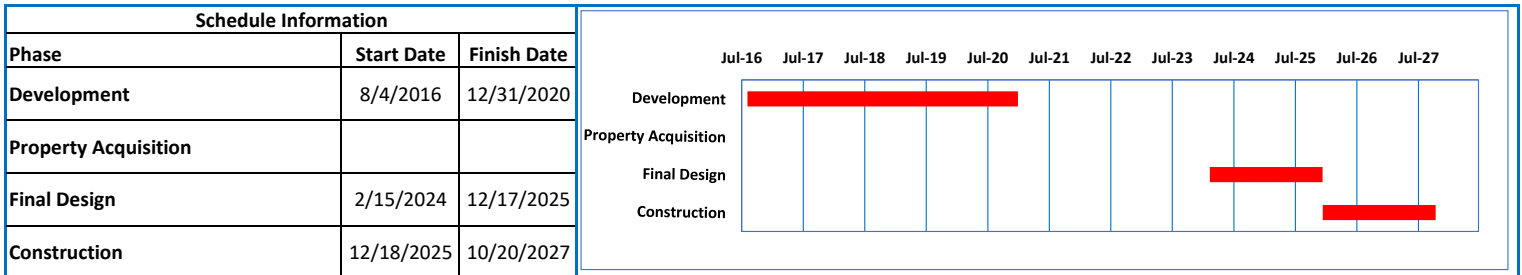 Schedule Information
Phase Start Date Finish Date
Development 8/4/2016 12/31/2020
Property Acquisition
Final Design 2/15/2024 12/17/2025
Construction 12/18/2025 10/20/2027
Jul-16 Jul-17 Jul-18 Jul-19 Jul-20 Jul-21 Jul-22 Jul-23 Jul-24 Jul-25 Jul-26 Jul-27
Development
Property Acquisition
Final Design
Construction